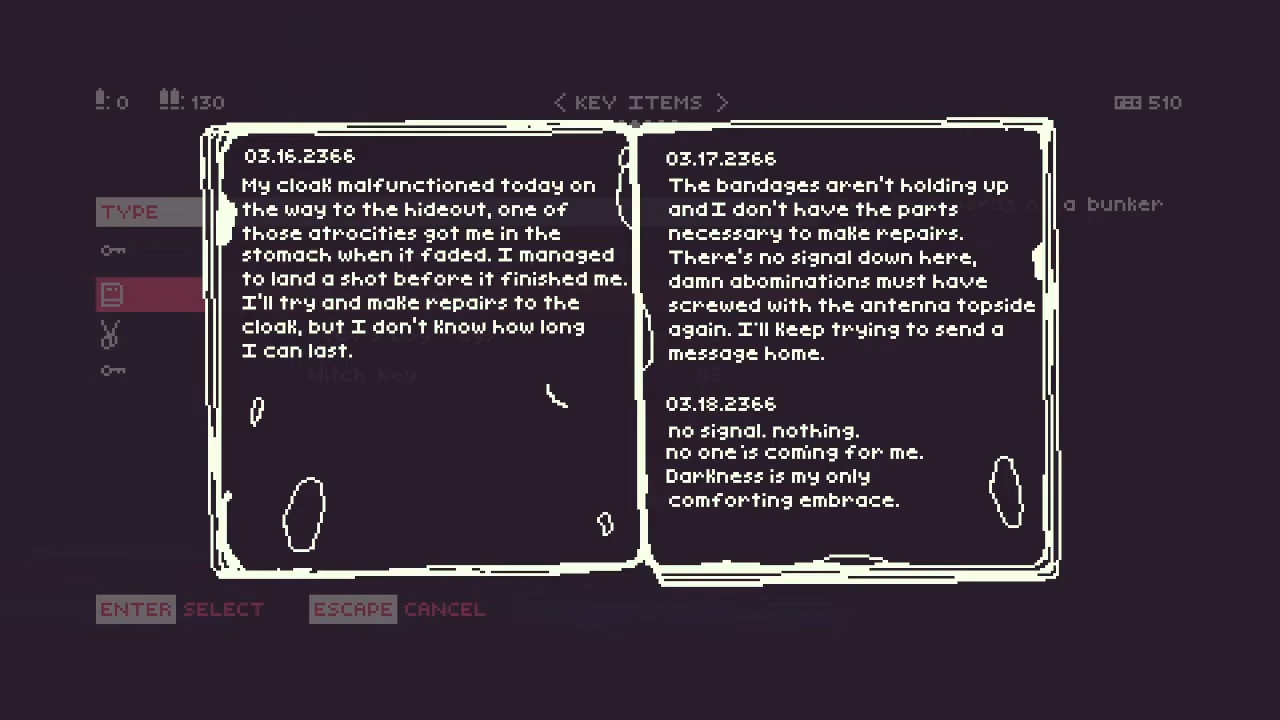 : 0 : 130 < KEY ITEMS > 510
03.16.2366
My cloak malfunctioned today on
the way to the hideout, one of
those atrocities got me in the
stomach when it faded. I managed
to land a shot before it finished me.
I'll try and make repairs to the
cloak, but I don't know how long
I can last.
03.17.2366
The bandages aren't holding up
and I don't have the parts
necessary to make repairs.
There's no signal down here,
damn abominations must have
screwed with the antenna topside
again. I'll keep trying to send a
message home.
03.18.2366
no signal. nothing.
no one is coming for me.
Darkness is my only
comforting embrace.
TYPE
a bunker
key
ENTER SELECT ESCAPE CANCEL